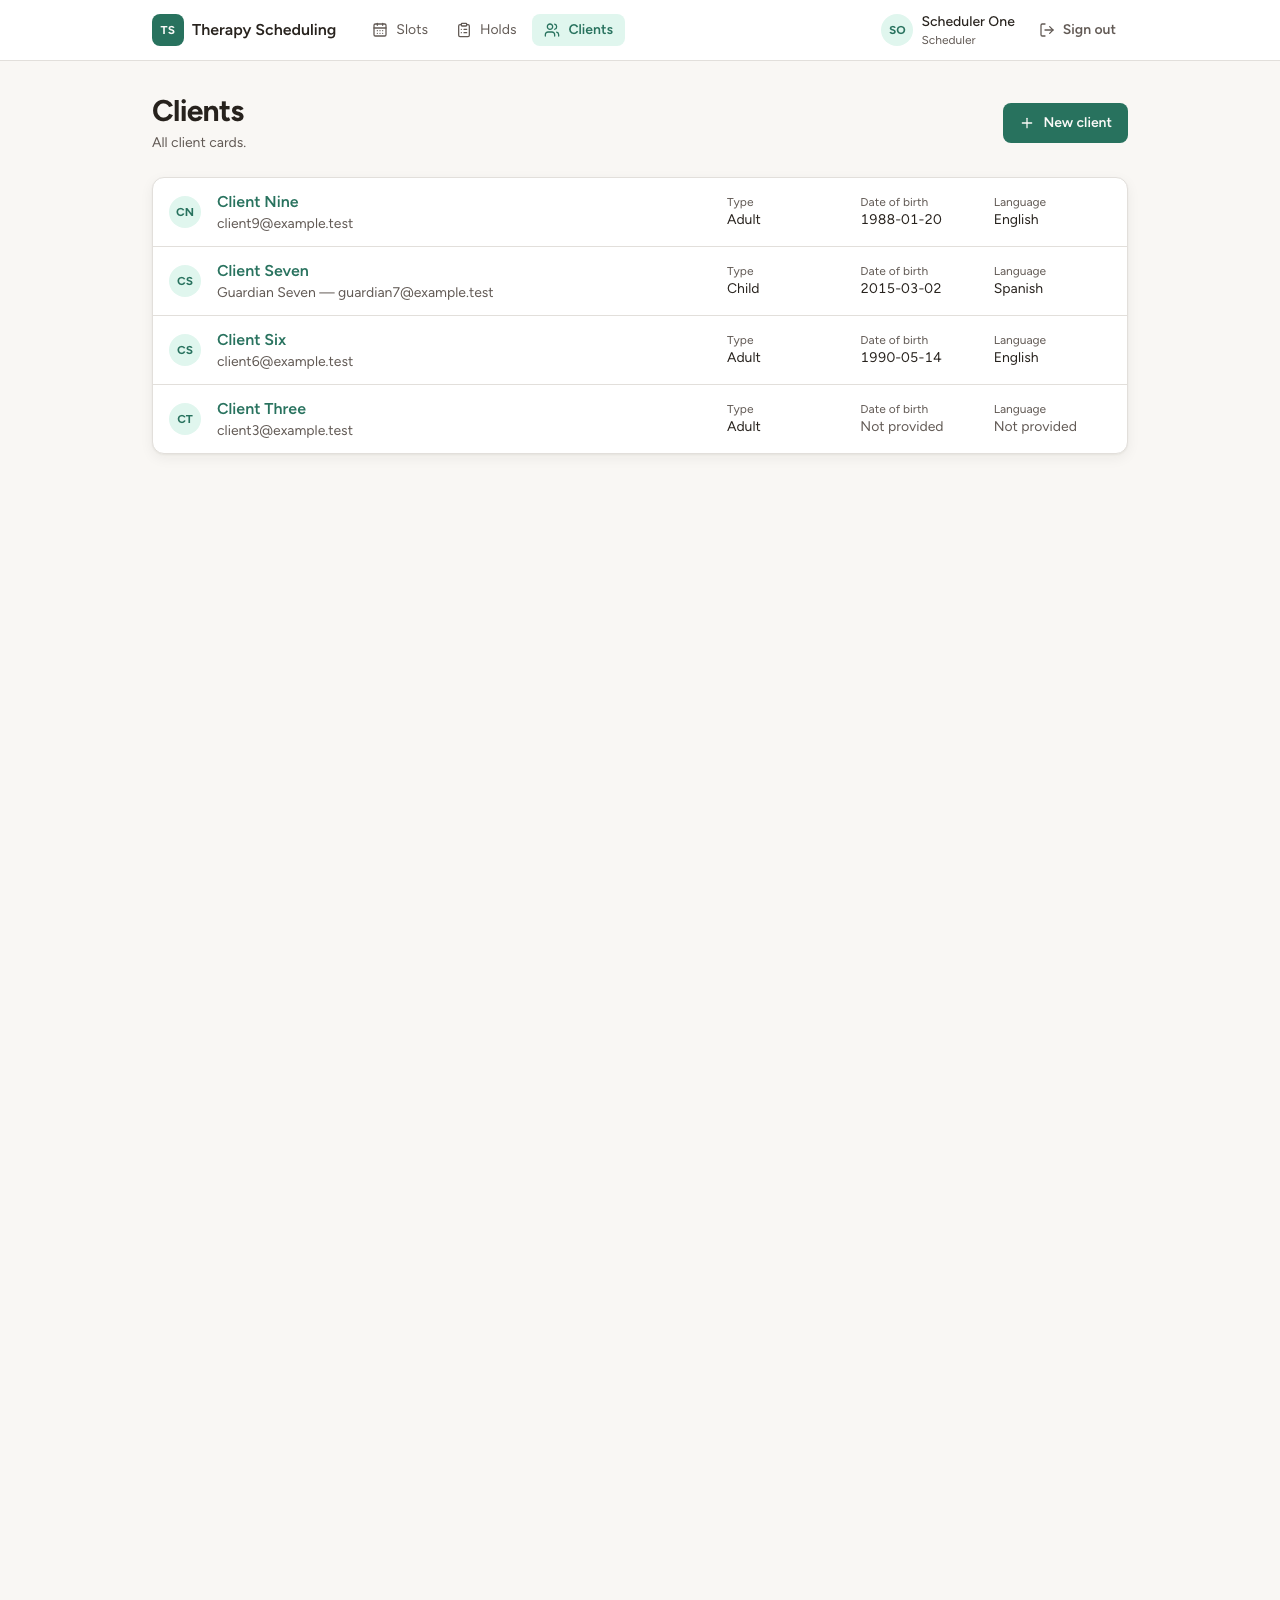 TS Therapy Scheduling Slots Holds Clients SO Scheduler One Scheduler Sign out
Clients
All client cards.
New client
CN Client Nine client9@example.test Type Adult Date of birth 1988-01-20 Language English
CS Client Seven Guardian Seven — guardian7@example.test Type Child Date of birth 2015-03-02 Language Spanish
CS Client Six client6@example.test Type Adult Date of birth 1990-05-14 Language English
CT Client Three client3@example.test Type Adult Date of birth Not provided Language Not provided